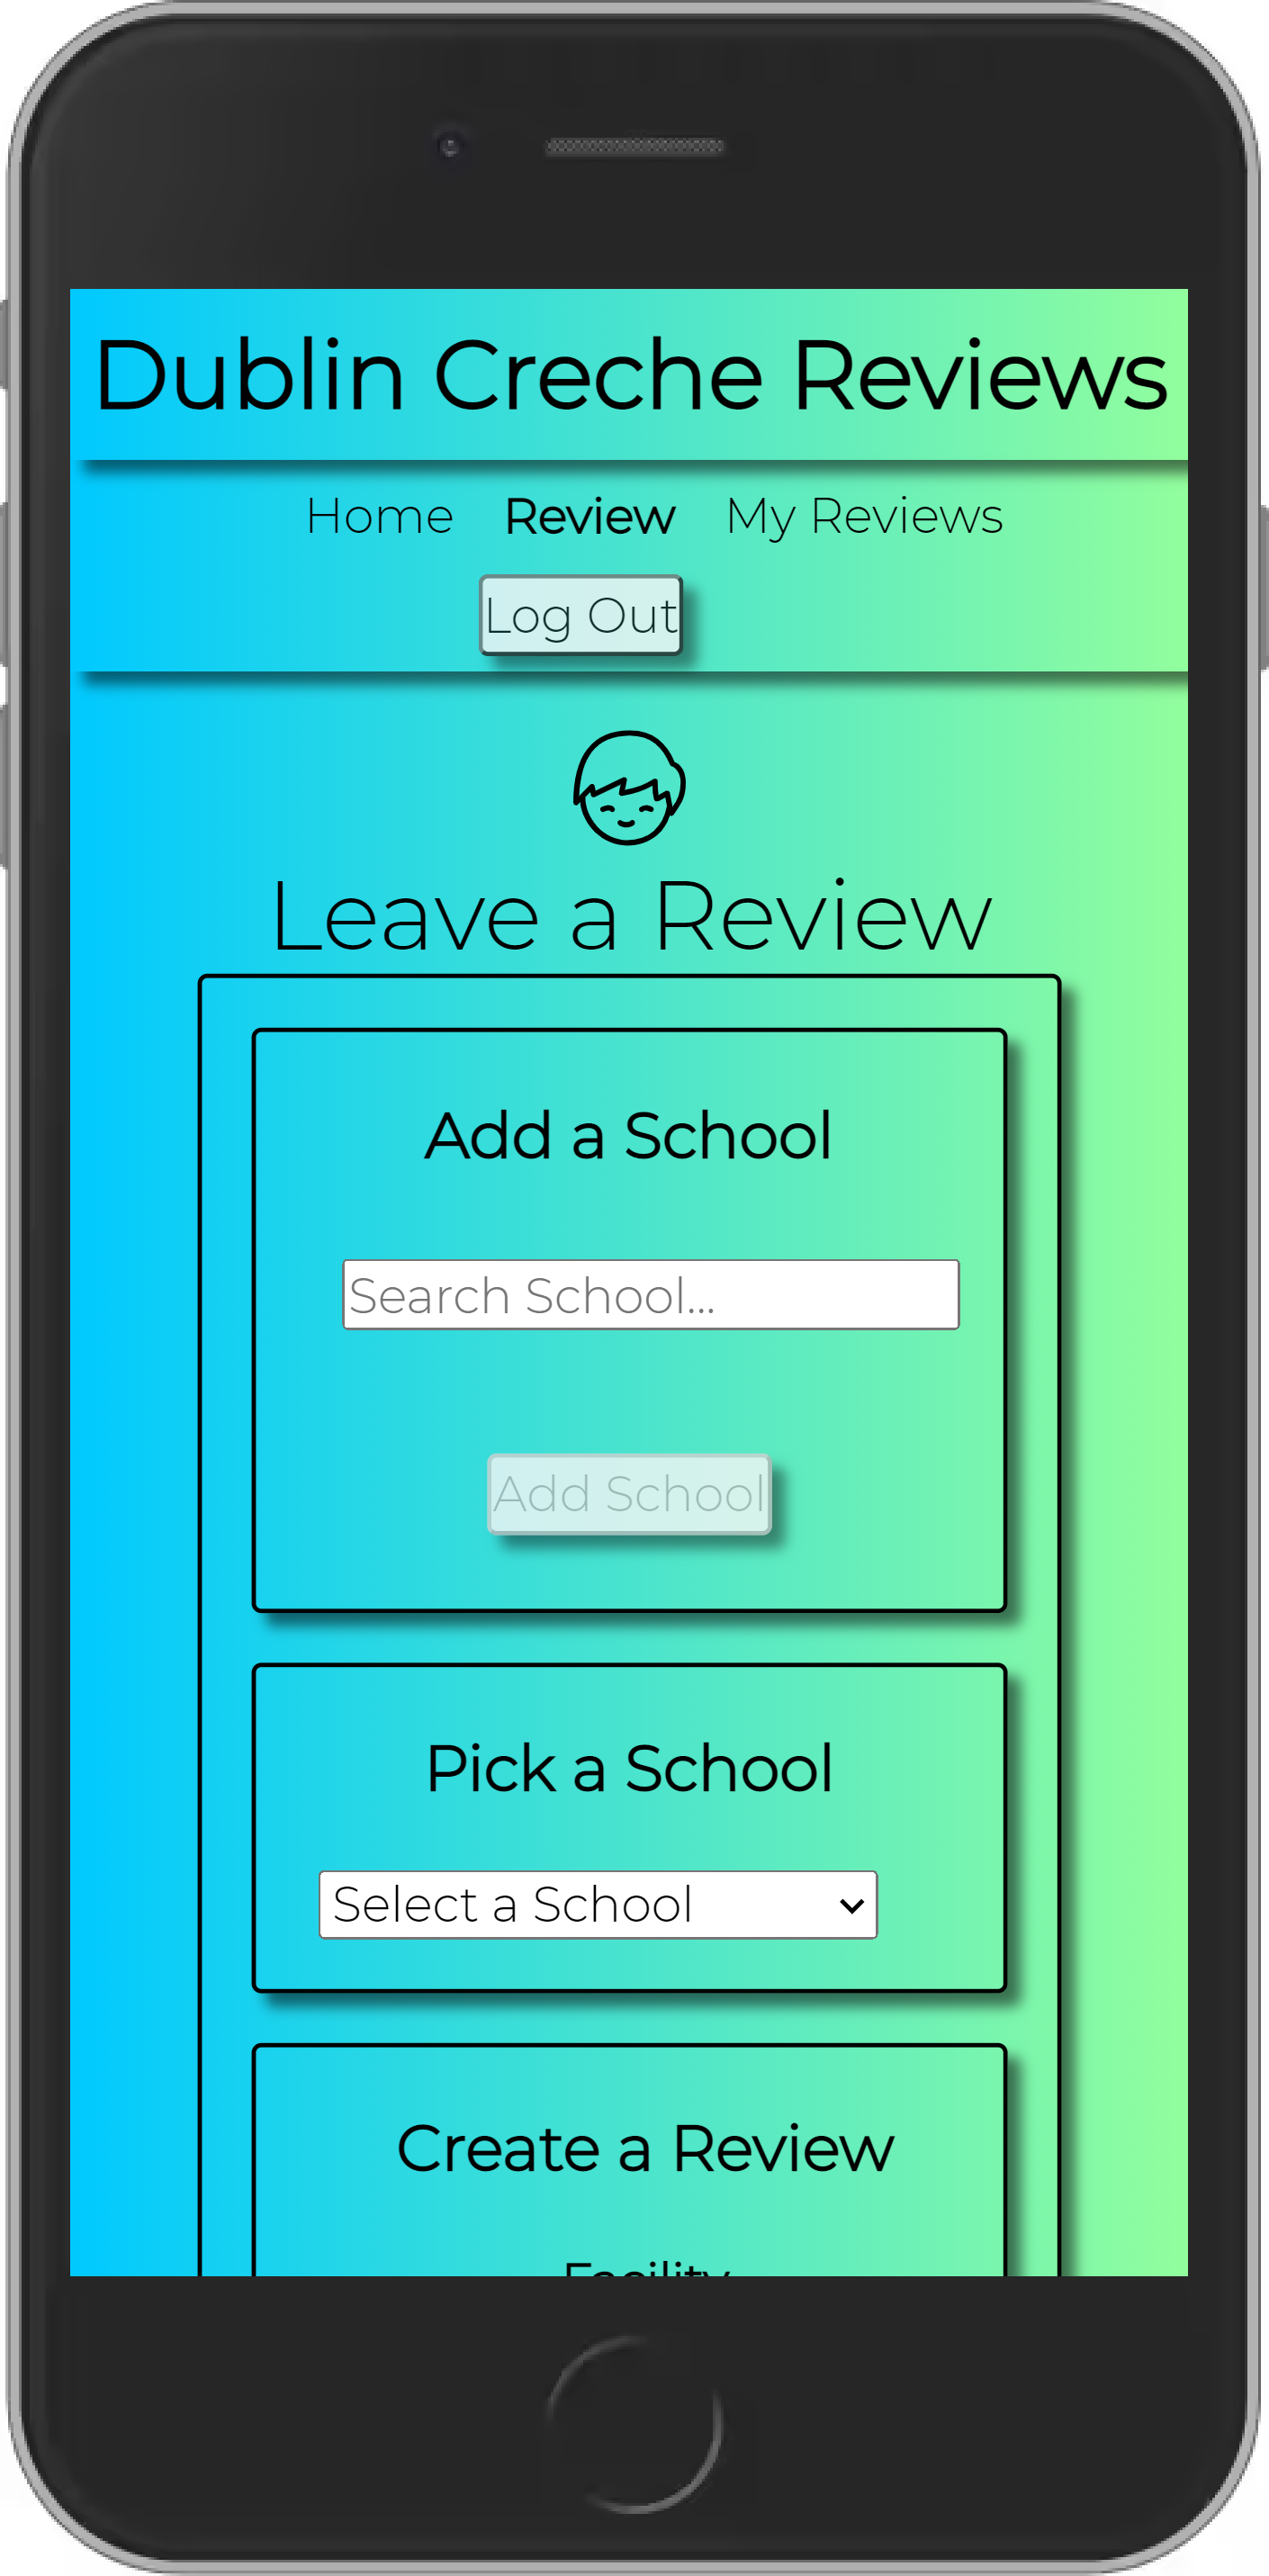 Dublin Creche Reviews
Home Review My Reviews
Log Out
Leave a Review
Add a School
Search School...
Add School
Pick a School
Select a School
Create a Review
Facility